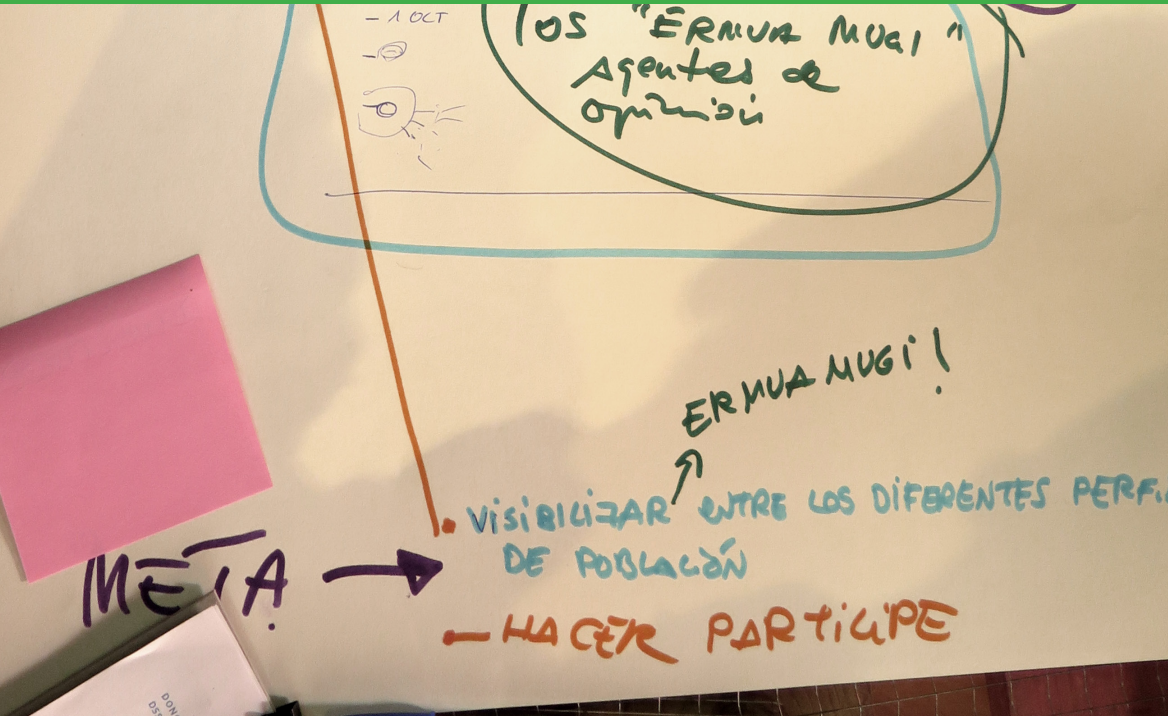 - 1 OCT
los "ERMUA MUGI"
Agentes de
opinión
ERMUA MUGI!
VISIBILIZAR ENTRE LOS DIFERENTES
DE POBLACIÓN
META
- HACER PARTICIPE